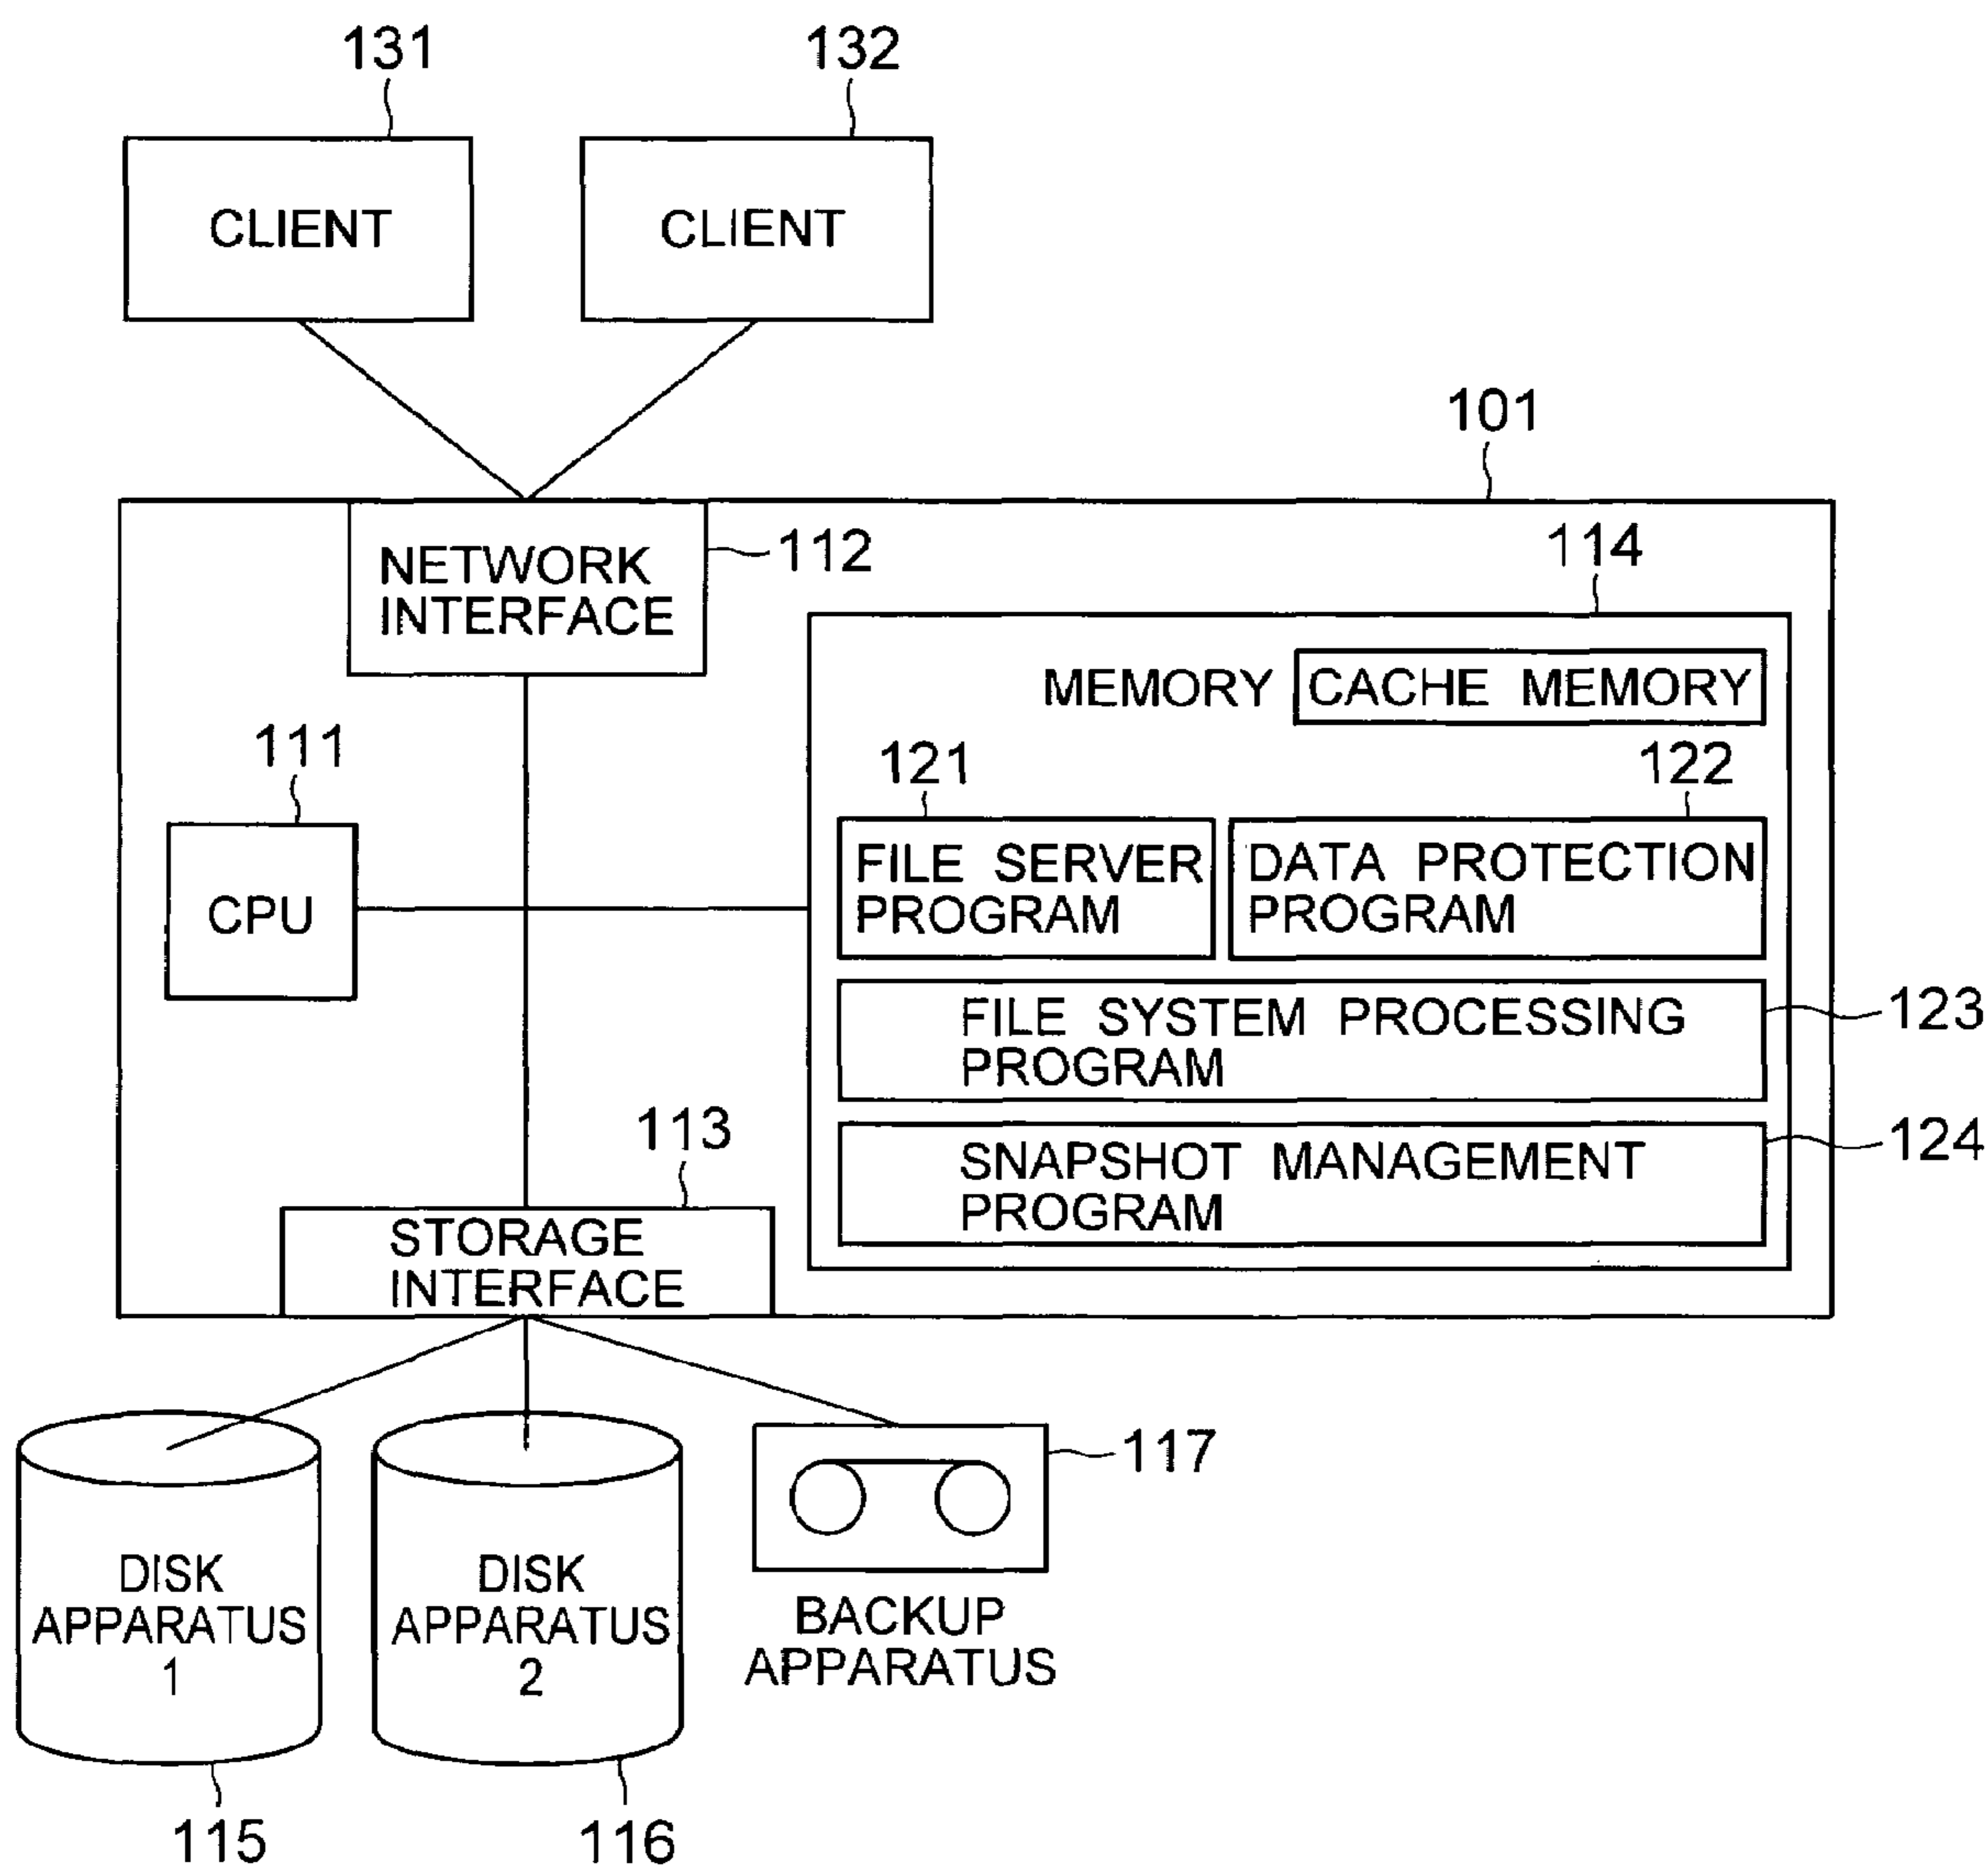 131
132
CLIENT
CLIENT
101
NETWORK
INTERFACE
112
114
MEMORY
CACHE MEMORY
111
CPU
121
122
FILE SERVER
PROGRAM
DATA PROTECTION
PROGRAM
FILE SYSTEM PROCESSING
PROGRAM
123
SNAPSHOT MANAGEMENT
PROGRAM
124
113
STORAGE
INTERFACE
DISK
APPARATUS
1
DISK
APPARATUS
2
117
BACKUP
APPARATUS
115
116